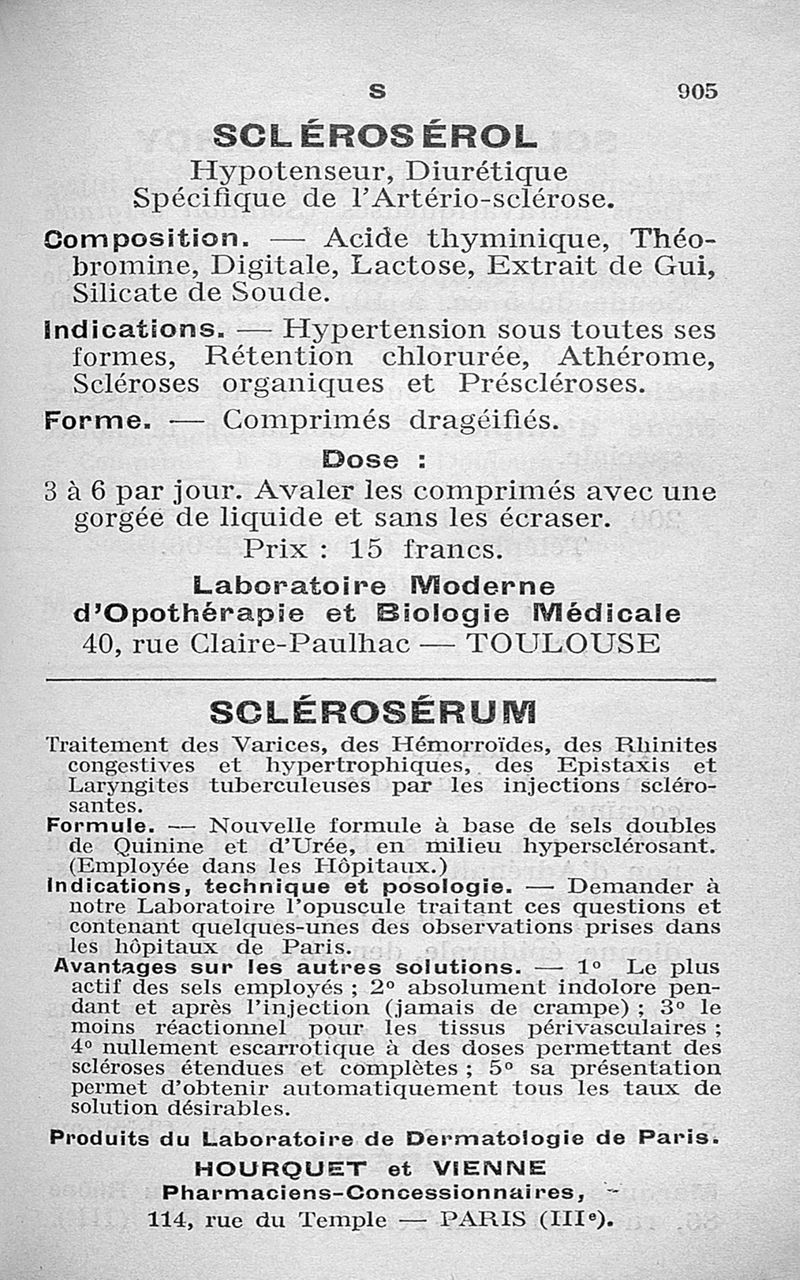 S 905
SCLÉROSÉROL
Hypotenseur, Diurétique
Spécifique de l'Artério-sclérose.
Composition. — Acide thyminique, Théo-
bromine, Digitale, Lactose, Extrait de Gui,
Silicate de Soude.
Indications. — Hypertension sous toutes ses
formes, Rétention chlorurée, Athérome,
Scléroses organiques et Préscléroses.
Forme. — Comprimés dragéifiés.
Dose :
3 à 6 par jour. Avaler les comprimés avec une
gorgée de liquide et sans les écraser.
Prix : 15 francs.
Laboratoire Moderne
d'Opothérapie et Biologie Médicale
40, rue Claire-Paulhac — TOULOUSE
SCLÉROSÉRUM
Traitement des Varices, des Hémorroïdes, des Rhinites
congestives et hypertrophiques, des Epistaxis et
Laryngites tuberculeuses par les injections scléro-
santes.
Formule. — Nouvelle formule à base de sels doubles
de Quinine et d'Urée, en milieu hypersclérosant.
(Employée dans les Hôpitaux.)
Indications, technique et posologie. — Demander à
notre Laboratoire l'opuscule traitant ces questions et
contenant quelques-unes des observations prises dans
les hôpitaux de Paris.
Avantages sur les autres solutions. — 1° Le plus
actif des sels employés ; 2° absolument indolore pen-
dant et après l'injection (jamais de crampe) ; 3° le
moins réactionnel pour les tissus périvasculaires ;
4° nullement escarrotique à des doses permettant des
scléroses étendues et complètes ; 5° sa présentation
permet d'obtenir automatiquement tous les taux de
solution désirables.
Produits du Laboratoire de Dermatologie de Paris.
HOURQUET et VIENNE
Pharmaciens-Concessionnaires,
114, rue du Temple — PARIS (IIIe).